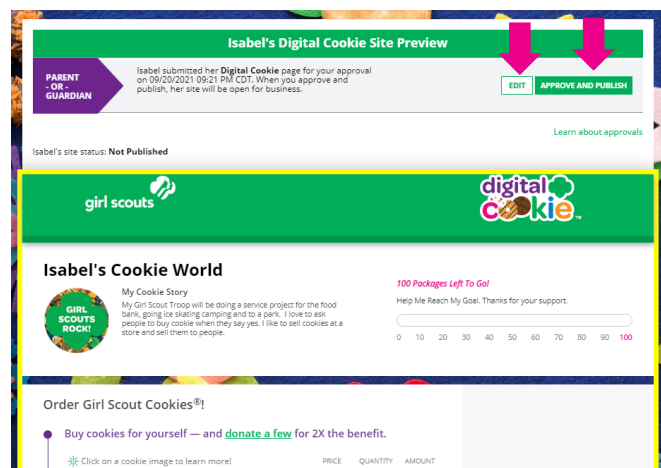 Isabel's Digital Cookie Site Preview
PARENT
- OR -
GUARDIAN
Isabel submitted her Digital Cookie page for your approval
on 09/20/2021 09:21 PM CDT. When you approve and
publish, her site will be open for business.
EDIT
APPROVE AND PUBLISH
Learn about approvals
Isabel's site status: Not Published
girl scouts
digital
cookie™
Isabel's Cookie World
GIRL
SCOUTS
ROCK!
My Cookie Story
My Girl Scout Troop will be doing a service project for the food
bank, going ice skating camping and to a park. I love to ask
people to buy cookie when they say yes. I like to sell cookies at a
store and sell them to people.
100 Packages Left To Go!
Help Me Reach My Goal. Thanks for your support.
0 10 20 30 40 50 60 70 80 90 100
Order Girl Scout Cookies®!
Buy cookies for yourself — and donate a few for 2X the benefit.
Click on a cookie image to learn more!
PRICE QUANTITY AMOUNT